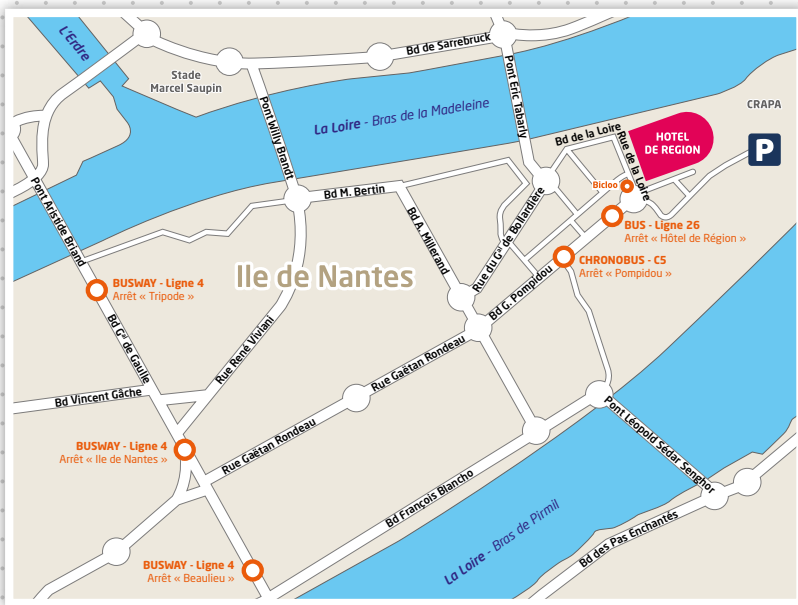 L'Erdre
Bd de Sarrebruck
Stade
Marcel Saupin
Pont Eric Tabarly
Pont Willy Brandt
La Loire - Bras de la Madeleine
CRAPA
P
Bd de la Loire
Rue de la Loire
HOTEL
DE REGION
Pont Aristide Briand
Bd M. Bertin
Bicloo
Bd A. Millerand
Rue du Gal de Bollardière
BUS - Ligne 26
Arrêt « Hôtel de Région »
CHRONOBUS - C5
Arrêt « Pompidou »
Ile de Nantes
BUSWAY - Ligne 4
Arrêt « Tripode »
Bd G. Pompidou
Bd Gal de Gaulle
Rue René Viviani
Rue Gaëtan Rondeau
Bd Vincent Gâche
Pont Léopold Sédar Senghor
BUSWAY - Ligne 4
Arrêt « Ile de Nantes »
Rue Gaëtan Rondeau
Bd François Blancho
La Loire - Bras de Pirmil
Bd des Pas Enchantés
BUSWAY - Ligne 4
Arrêt « Beaulieu »